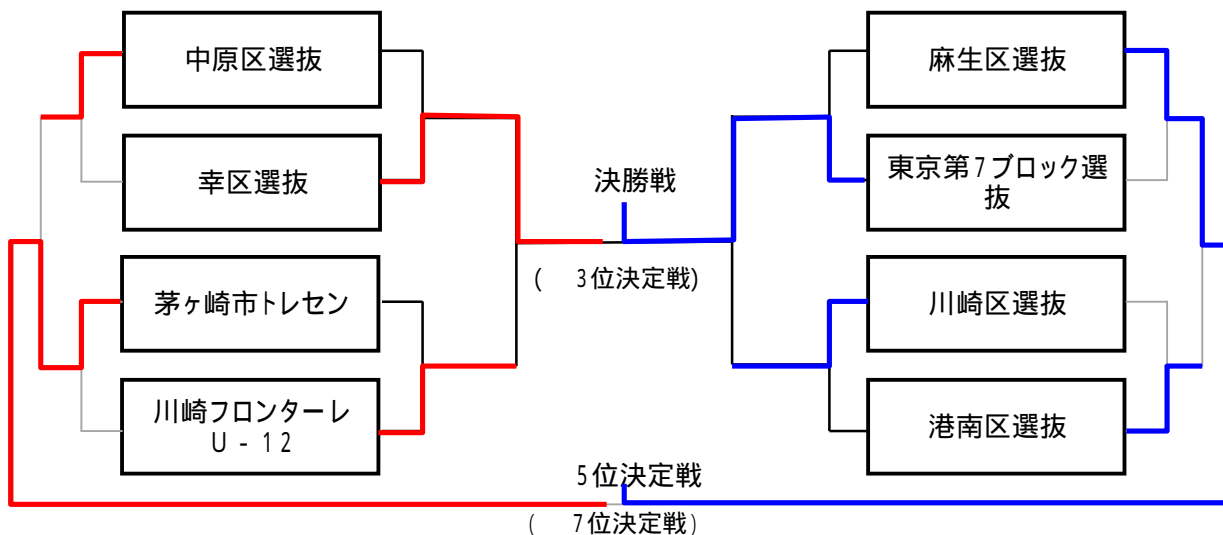 中原区選抜
幸区選抜
茅ヶ崎市トレセン
川崎フロンターレ
U - 12
決勝戦
( 3位決定戦)
麻生区選抜
東京第7ブロック選
抜
川崎区選抜
港南区選抜
5位決定戦
( 7位決定戦)